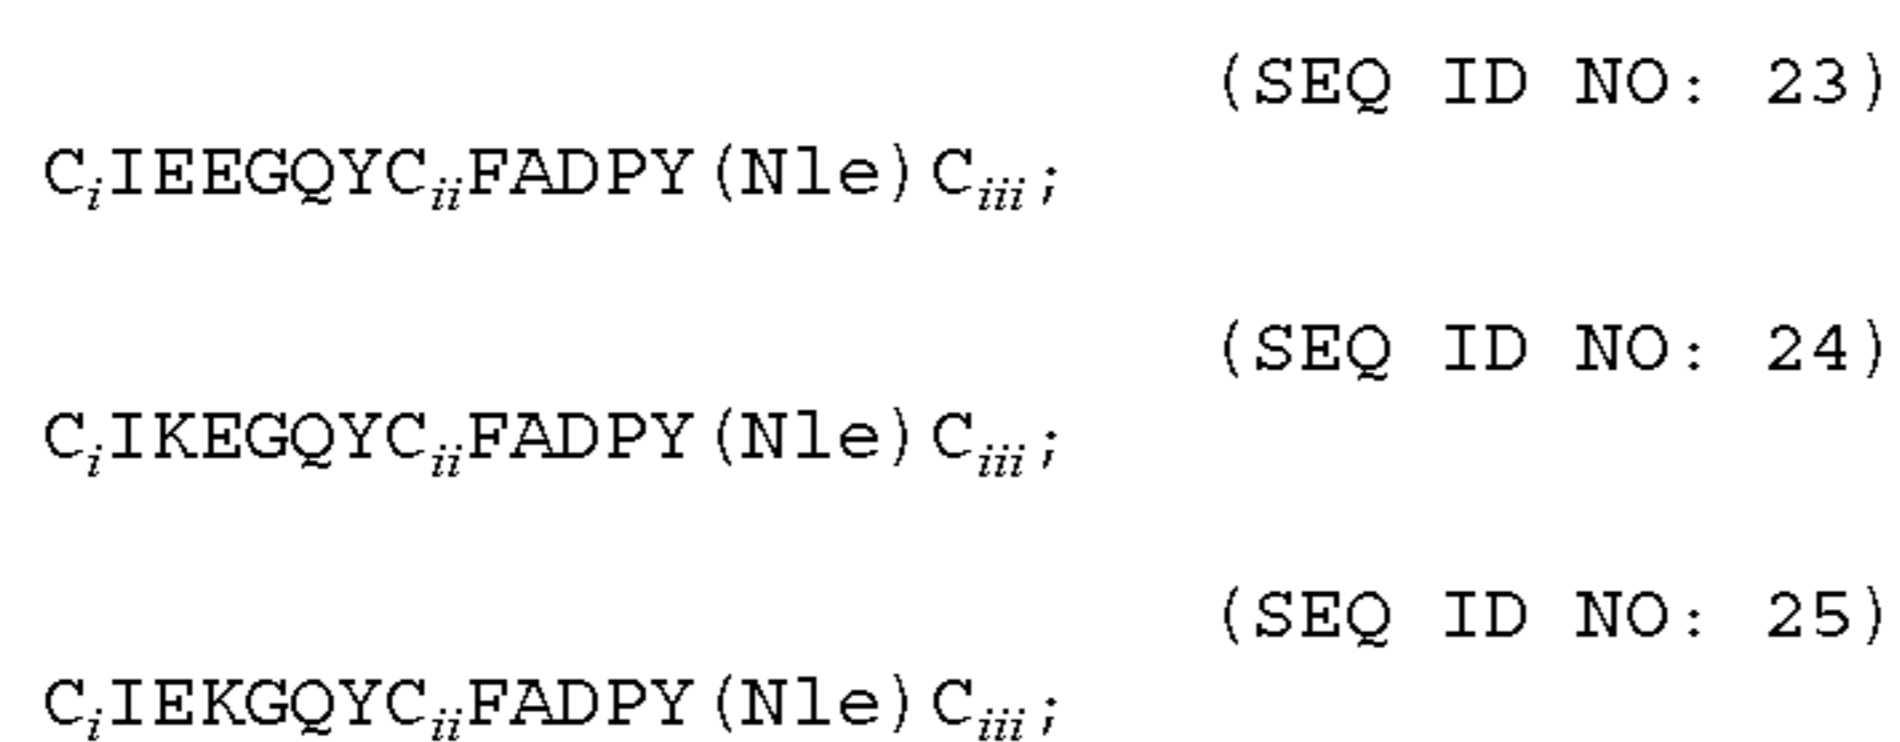 (SEQ ID NO: 23)
CᵢIEEGQYCᵢᵢFADPY(Nle)Cᵢᵢᵢ;
(SEQ ID NO: 24)
CᵢIKEGQYCᵢᵢFADPY(Nle)Cᵢᵢᵢ;
(SEQ ID NO: 25)
CᵢIEKGQYCᵢᵢFADPY(Nle)Cᵢᵢᵢ;